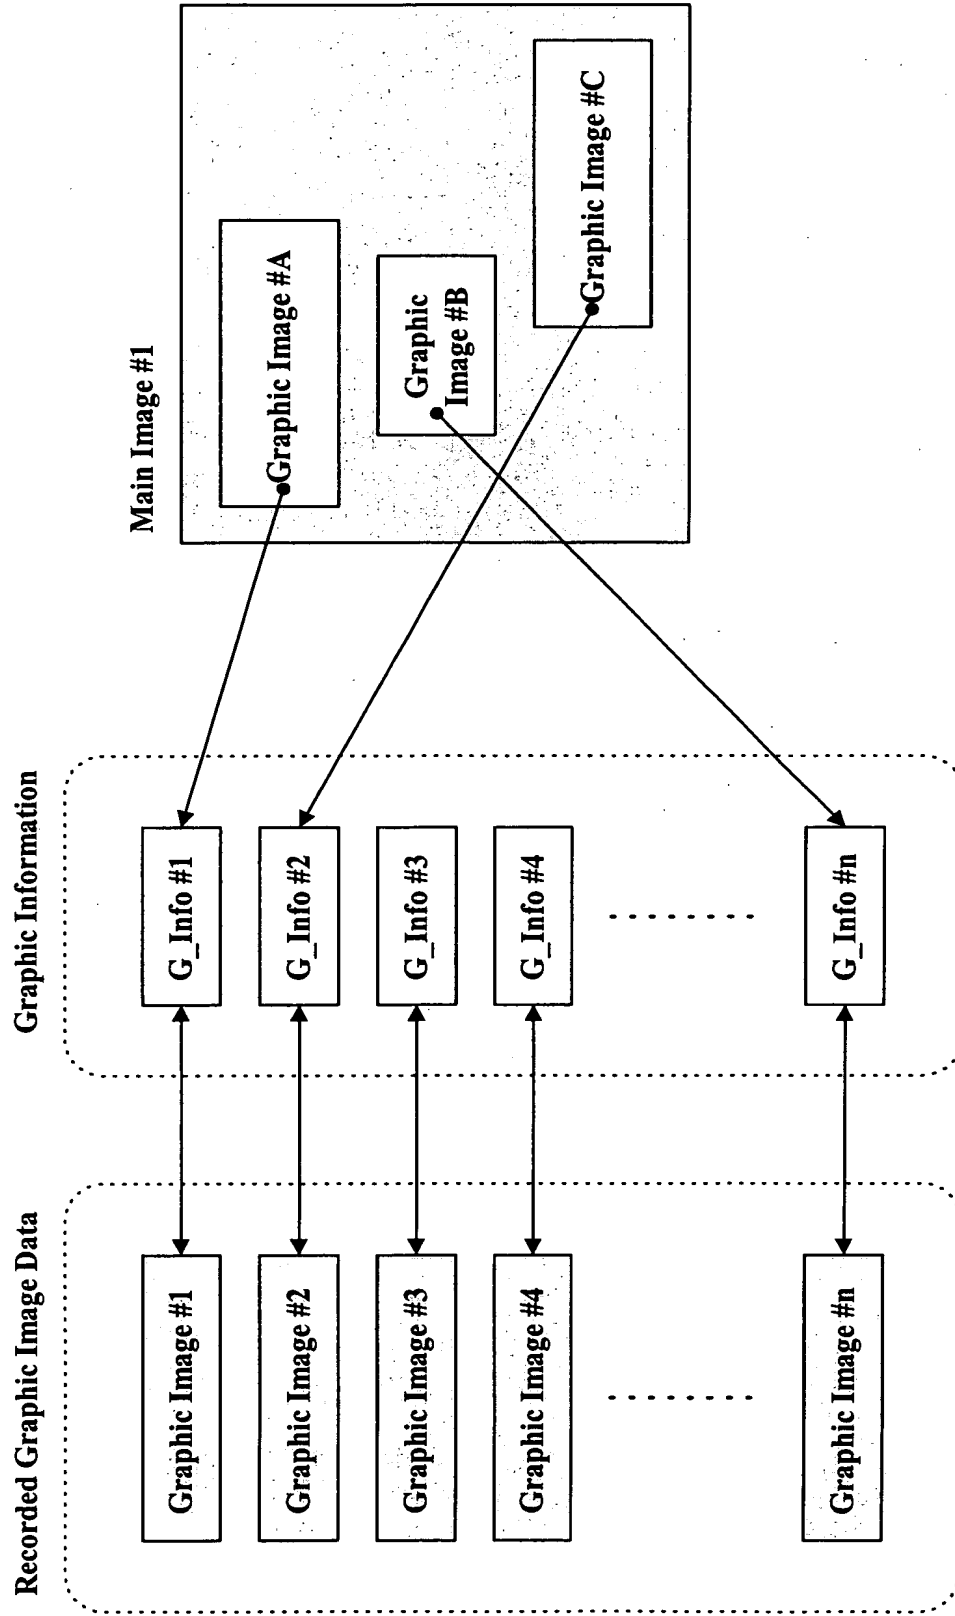 Recorded Graphic Image Data
Graphic Image #1
Graphic Image #2
Graphic Image #3
Graphic Image #4
Graphic Image #n
Graphic Information
G_Info #1
G_Info #2
G_Info #3
G_Info #4
G_Info #n
Main Image #1
Graphic Image #A
Graphic
Image #B
Graphic Image #C